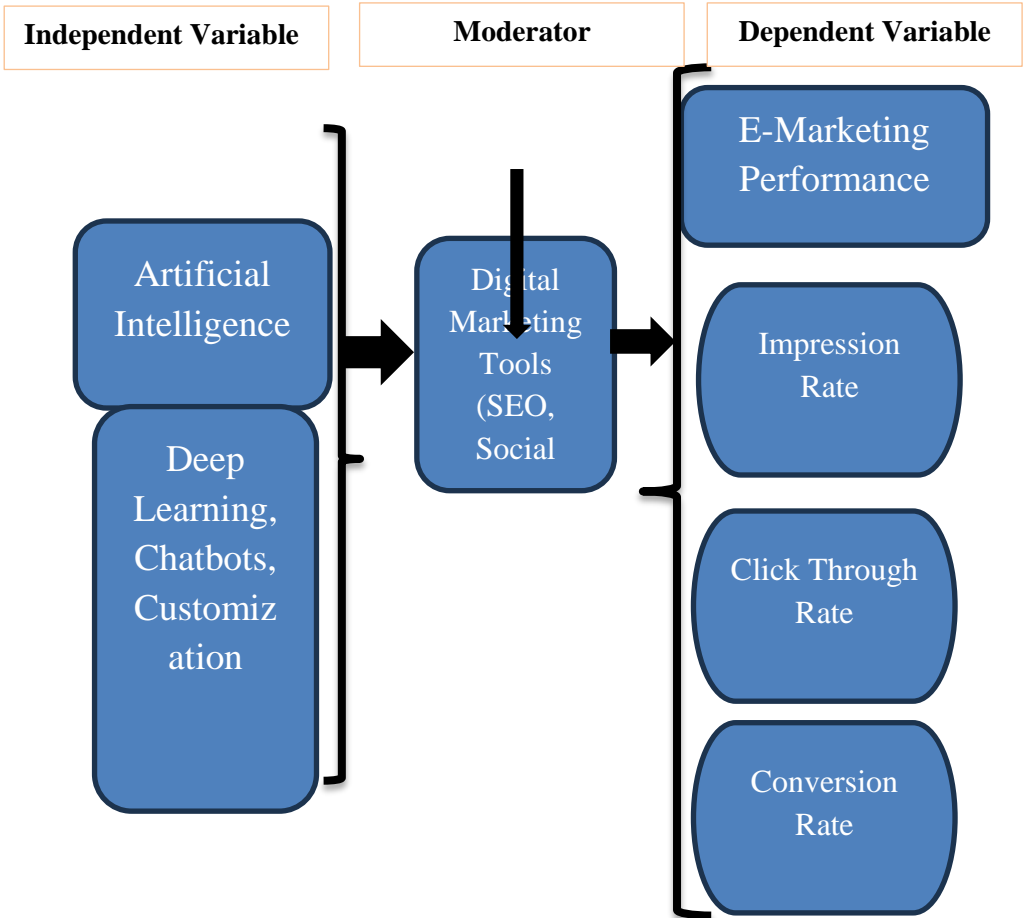 Independent Variable
Moderator
Dependent Variable
Artificial
Intelligence
Deep
Learning,
Chatbots,
Customiz
ation
Digital
Marketing
Tools
(SEO,
Social
E-Marketing
Performance
Impression
Rate
Click Through
Rate
Conversion
Rate